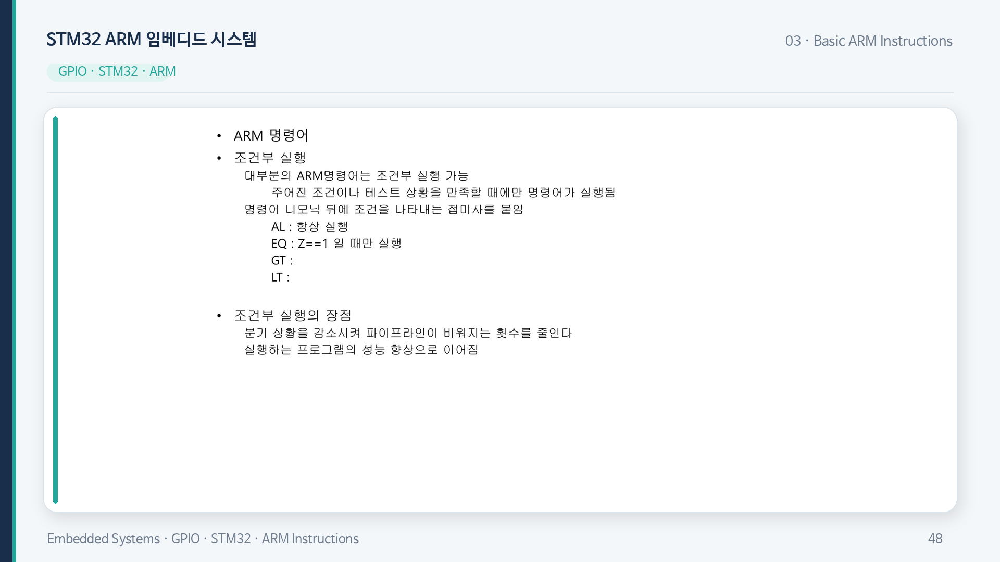 STM32 ARM 임베디드 시스템
03 · Basic ARM Instructions
GPIO · STM32 · ARM
• ARM 명령어
• 조건부 실행
대부분의 ARM명령어는 조건부 실행 가능
주어진 조건이나 테스트 상황을 만족할 때에만 명령어가 실행됨
명령어 니모닉 뒤에 조건을 나타내는 접미사를 붙임
AL : 항상 실행
EQ : Z==1 일 때만 실행
GT :
LT :
• 조건부 실행의 장점
분기 상황을 감소시켜 파이프라인이 비워지는 횟수를 줄인다
실행하는 프로그램의 성능 향상으로 이어짐
Embedded Systems · GPIO · STM32 · ARM Instructions
48